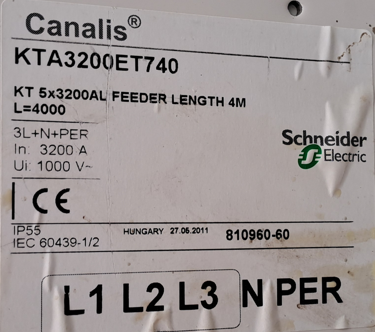 Canalis®
KTA3200ET740
KT 5x3200AL FEEDER LENGTH 4M
L=4000
3L+N+PER
In: 3200 A
Ui: 1000 V~
Schneider
Electric
CE
IP55 HUNGARY 27.05.2011 810960-60
IEC 60439-1/2
L1 L2 L3 N PER